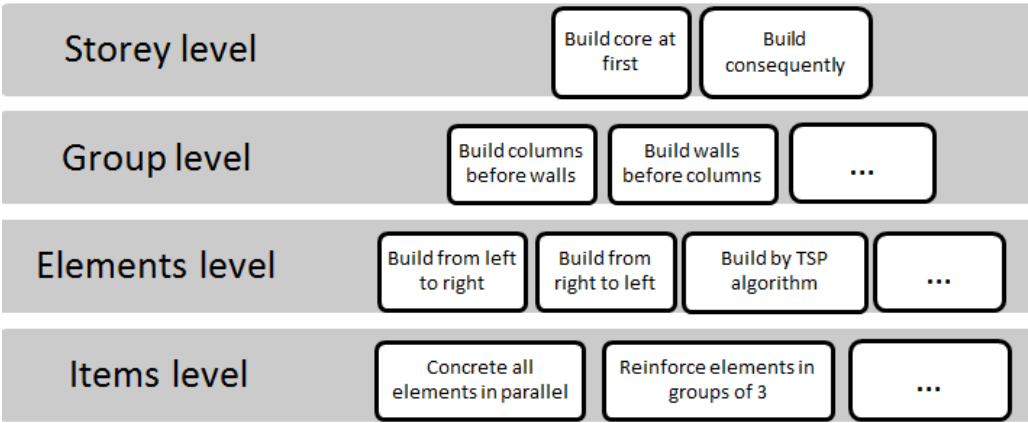 Storey level
Build core at
first
Build
consequently
Group level
Build columns
before walls
Build walls
before columns
...
Elements level
Build from left
to right
Build from
right to left
Build by TSP
algorithm
...
Items level
Concrete all
elements in parallel
Reinforce elements in
groups of 3
...